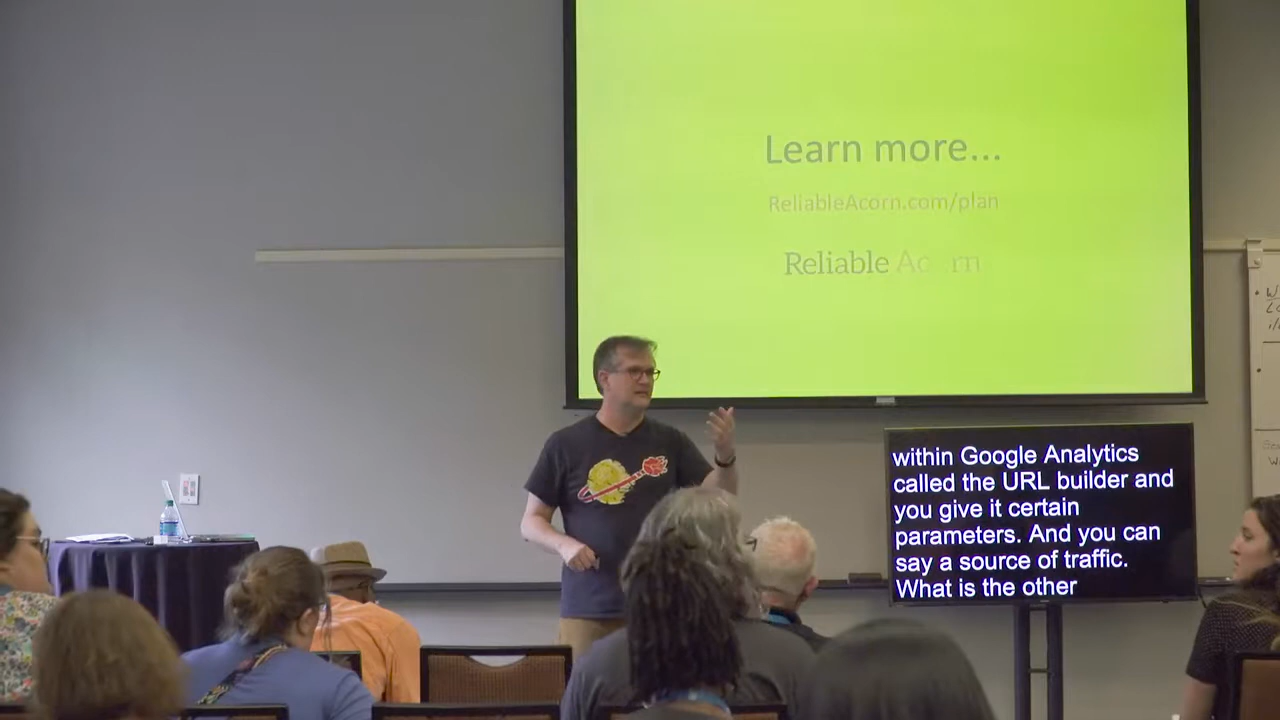 Learn more...
ReliableAcorn.com/plan
Reliable Acorn
within Google Analytics
called the URL builder and
you give it certain
parameters. And you can
say a source of traffic.
What is the other